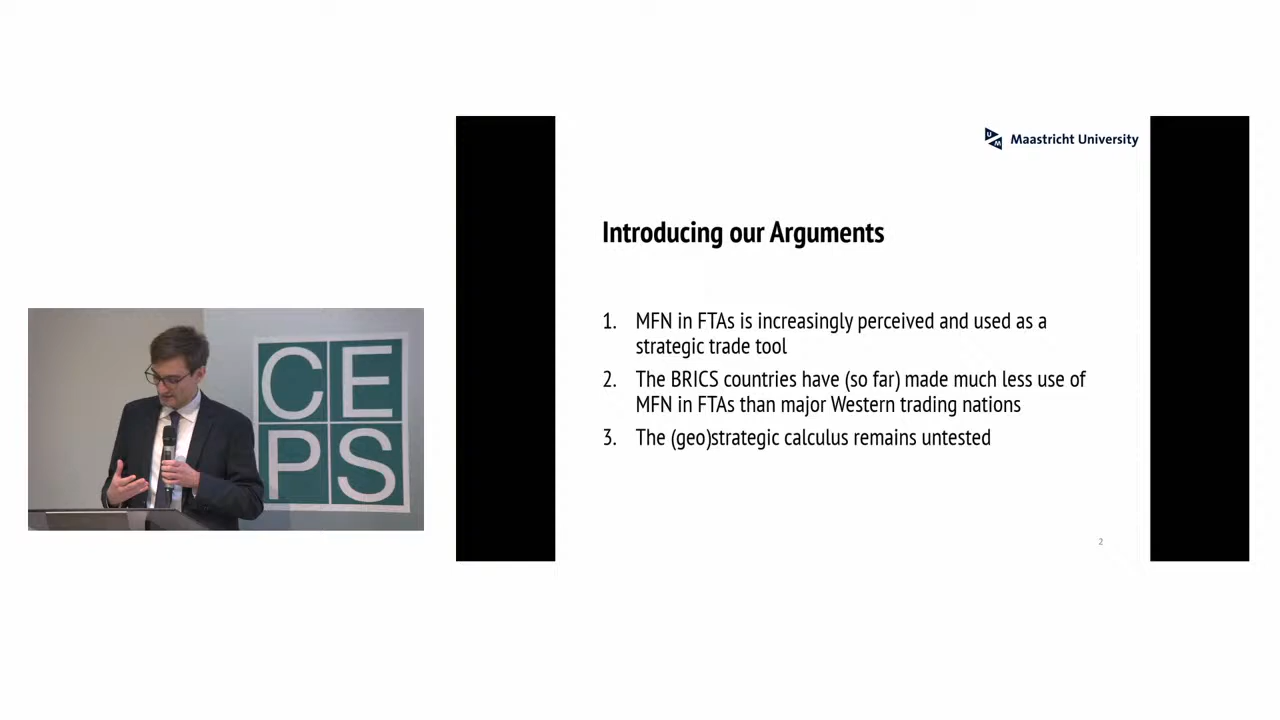 CE
PS
UM
Maastricht University
Introducing our Arguments
1. MFN in FTAs is increasingly perceived and used as a
strategic trade tool
2. The BRICS countries have (so far) made much less use of
MFN in FTAs than major Western trading nations
3. The (geo)strategic calculus remains untested
2